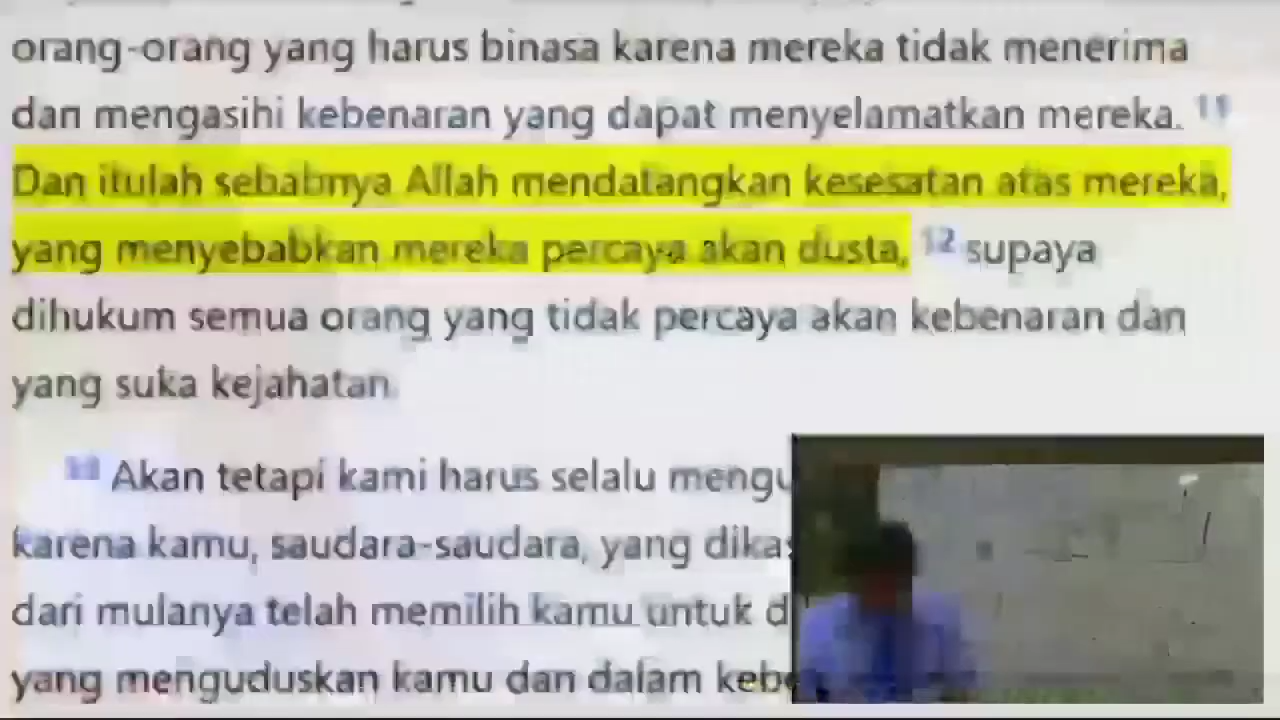 orang-orang yang harus binasa karena mereka tidak menerima
dan mengasihi kebenaran yang dapat menyelamatkan mereka. 11
Dan itulah sebabnya Allah mendatangkan kesesatan atas mereka,
yang menyebabkan mereka percaya akan dusta, 12 supaya
dihukum semua orang yang tidak percaya akan kebenaran dan
yang suka kejahatan.
13 Akan tetapi kami harus selalu mengu
karena kamu, saudara-saudara, yang dikas
dari mulanya telah memilih kamu untuk d
yang menguduskan kamu dan dalam kebe